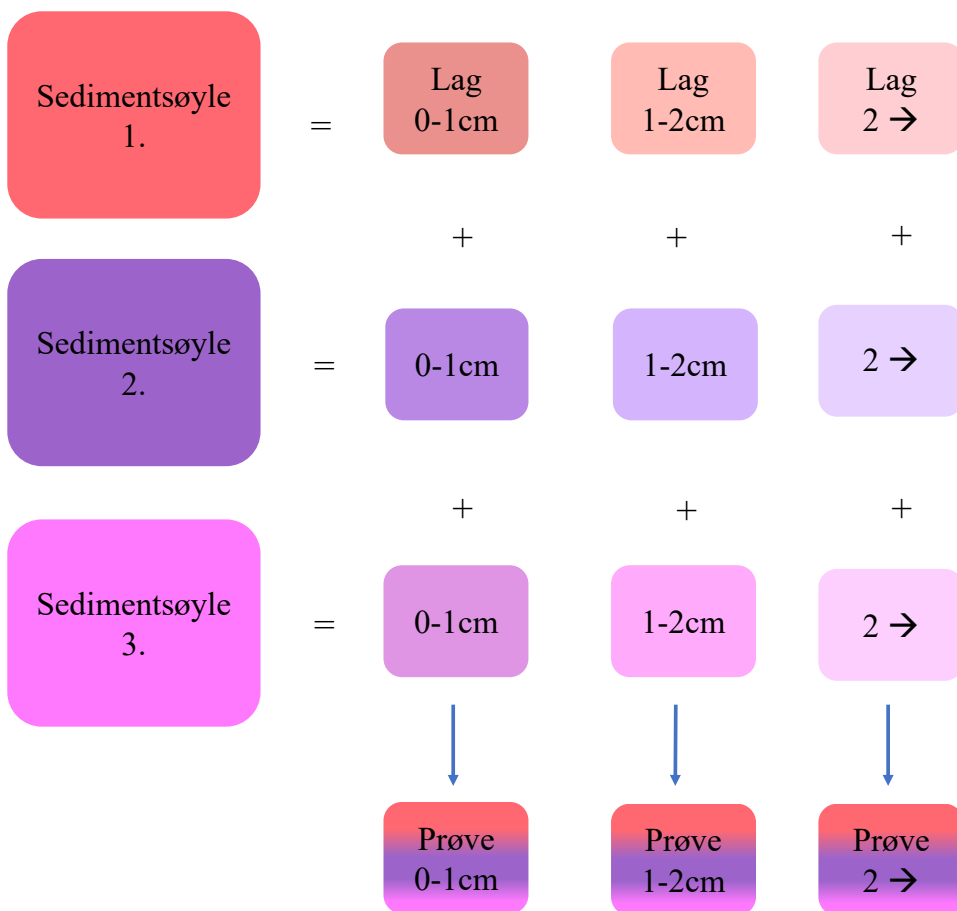 Sedimentsøyle
1.
=
Lag
0-1cm
Lag
1-2cm
Lag
2 →
+
+
+
Sedimentsøyle
2.
=
0-1cm
1-2cm
2 →
+
+
+
Sedimentsøyle
3.
=
0-1cm
1-2cm
2 →
Prøve
0-1cm
Prøve
1-2cm
Prøve
2 →